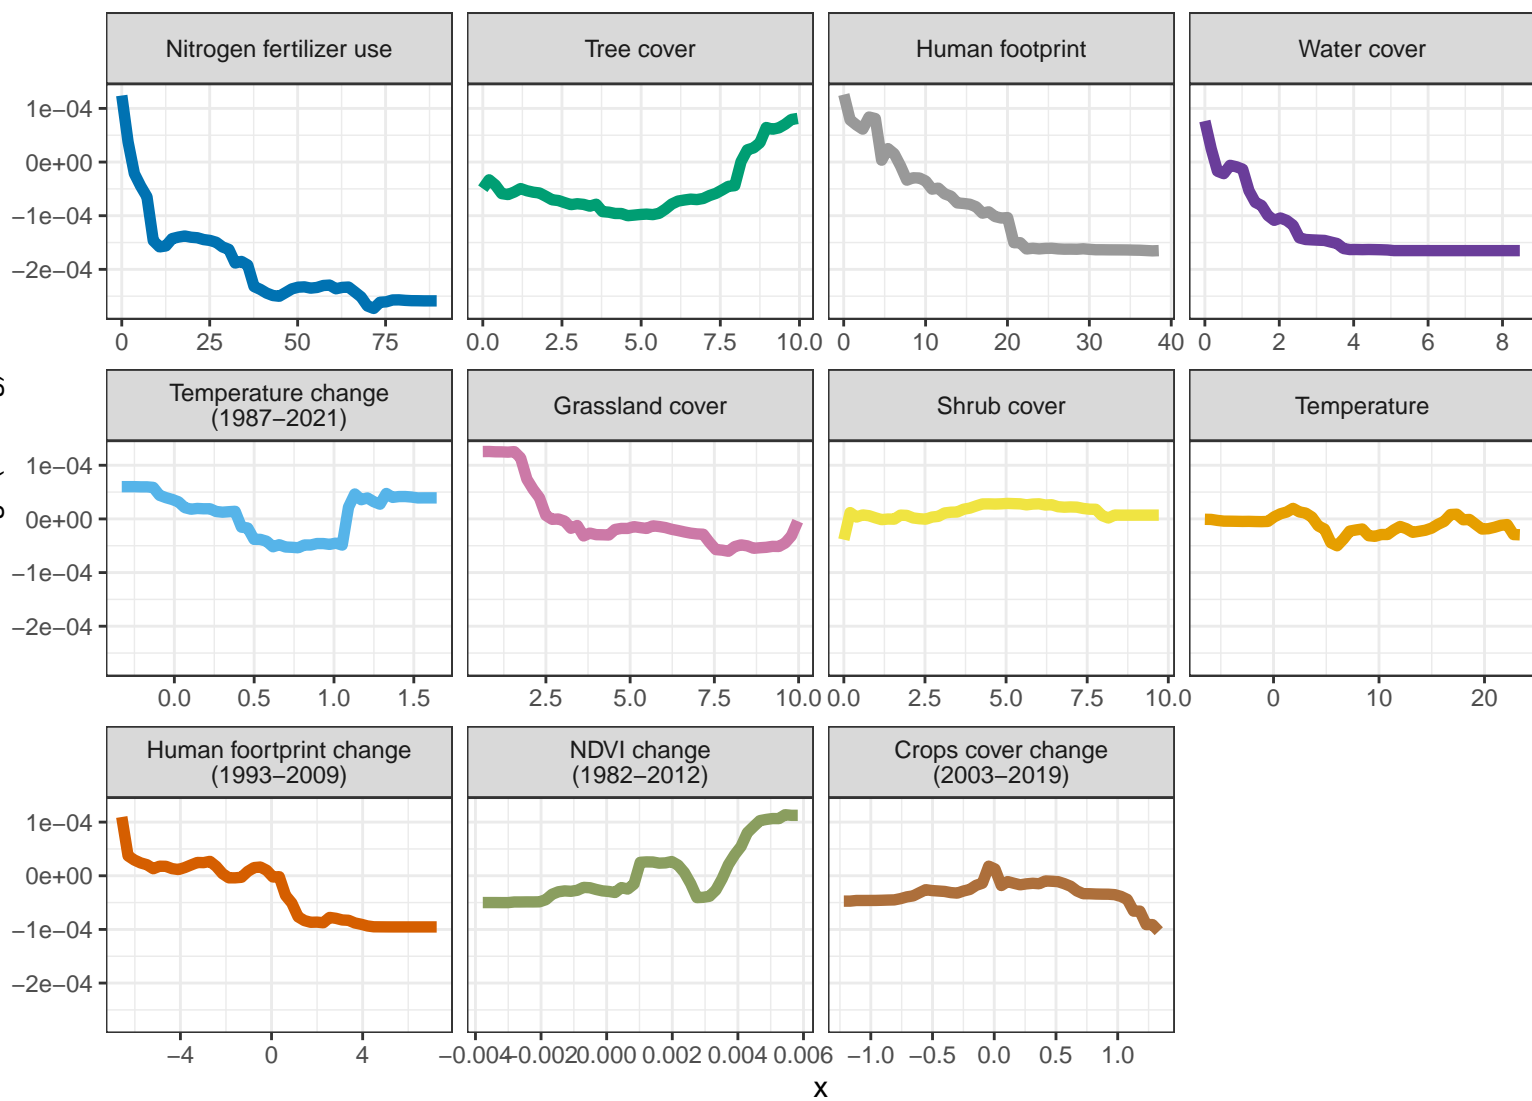 Nitrogen fertilizer use
Tree cover
Human footprint
Water cover
1e−04
0e+00
−1e−04
−2e−04
0 25 50 75
0.0 2.5 5.0 7.5 10.0
0 10 20 30 40
0 2 4 6 8
Temperature change
(1987−2021)
Grassland cover
Shrub cover
Temperature
1e−04
0e+00
−1e−04
−2e−04
0.0 0.5 1.0 1.5
2.5 5.0 7.5 10.0
0.0 2.5 5.0 7.5 10.0
0 10 20
Human foortprint change
(1993−2009)
NDVI change
(1982−2012)
Crops cover change
(2003−2019)
1e−04
0e+00
−1e−04
−2e−04
−4 0 4
−0.004 −0.002 0.000 0.002 0.004 0.006
−1.0 −0.5 0.0 0.5 1.0
x